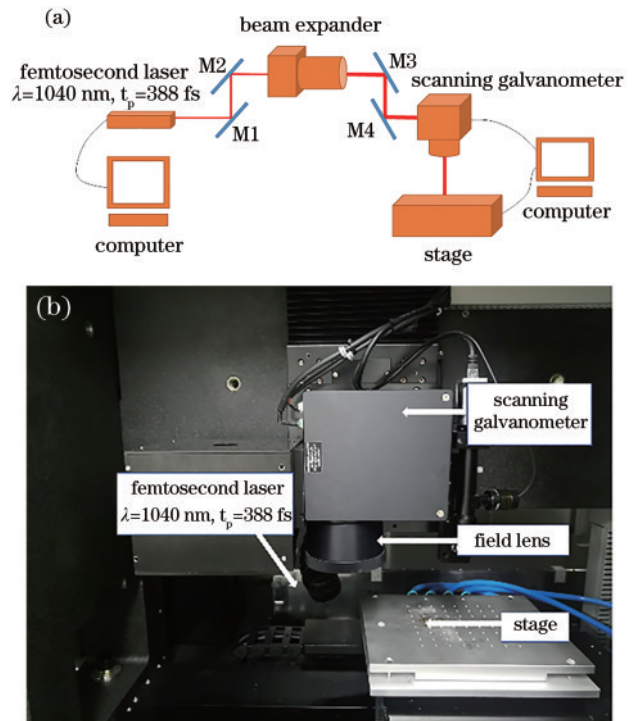 (a)
beam expander
femtosecond laser
λ=1040 nm, tp=388 fs
M2
M3
scanning galvanometer
M1
M4
computer
computer
stage
(b)
scanning
galvanometer
femtosecond laser
λ=1040 nm, tp=388 fs
field lens
stage